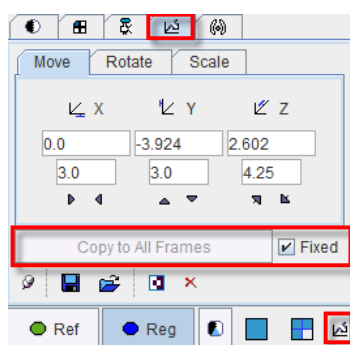 Move Rotate Scale
X Y Z
0.0 -3.924 2.602
3.0 3.0 4.25
Copy to All Frames Fixed
Ref Reg